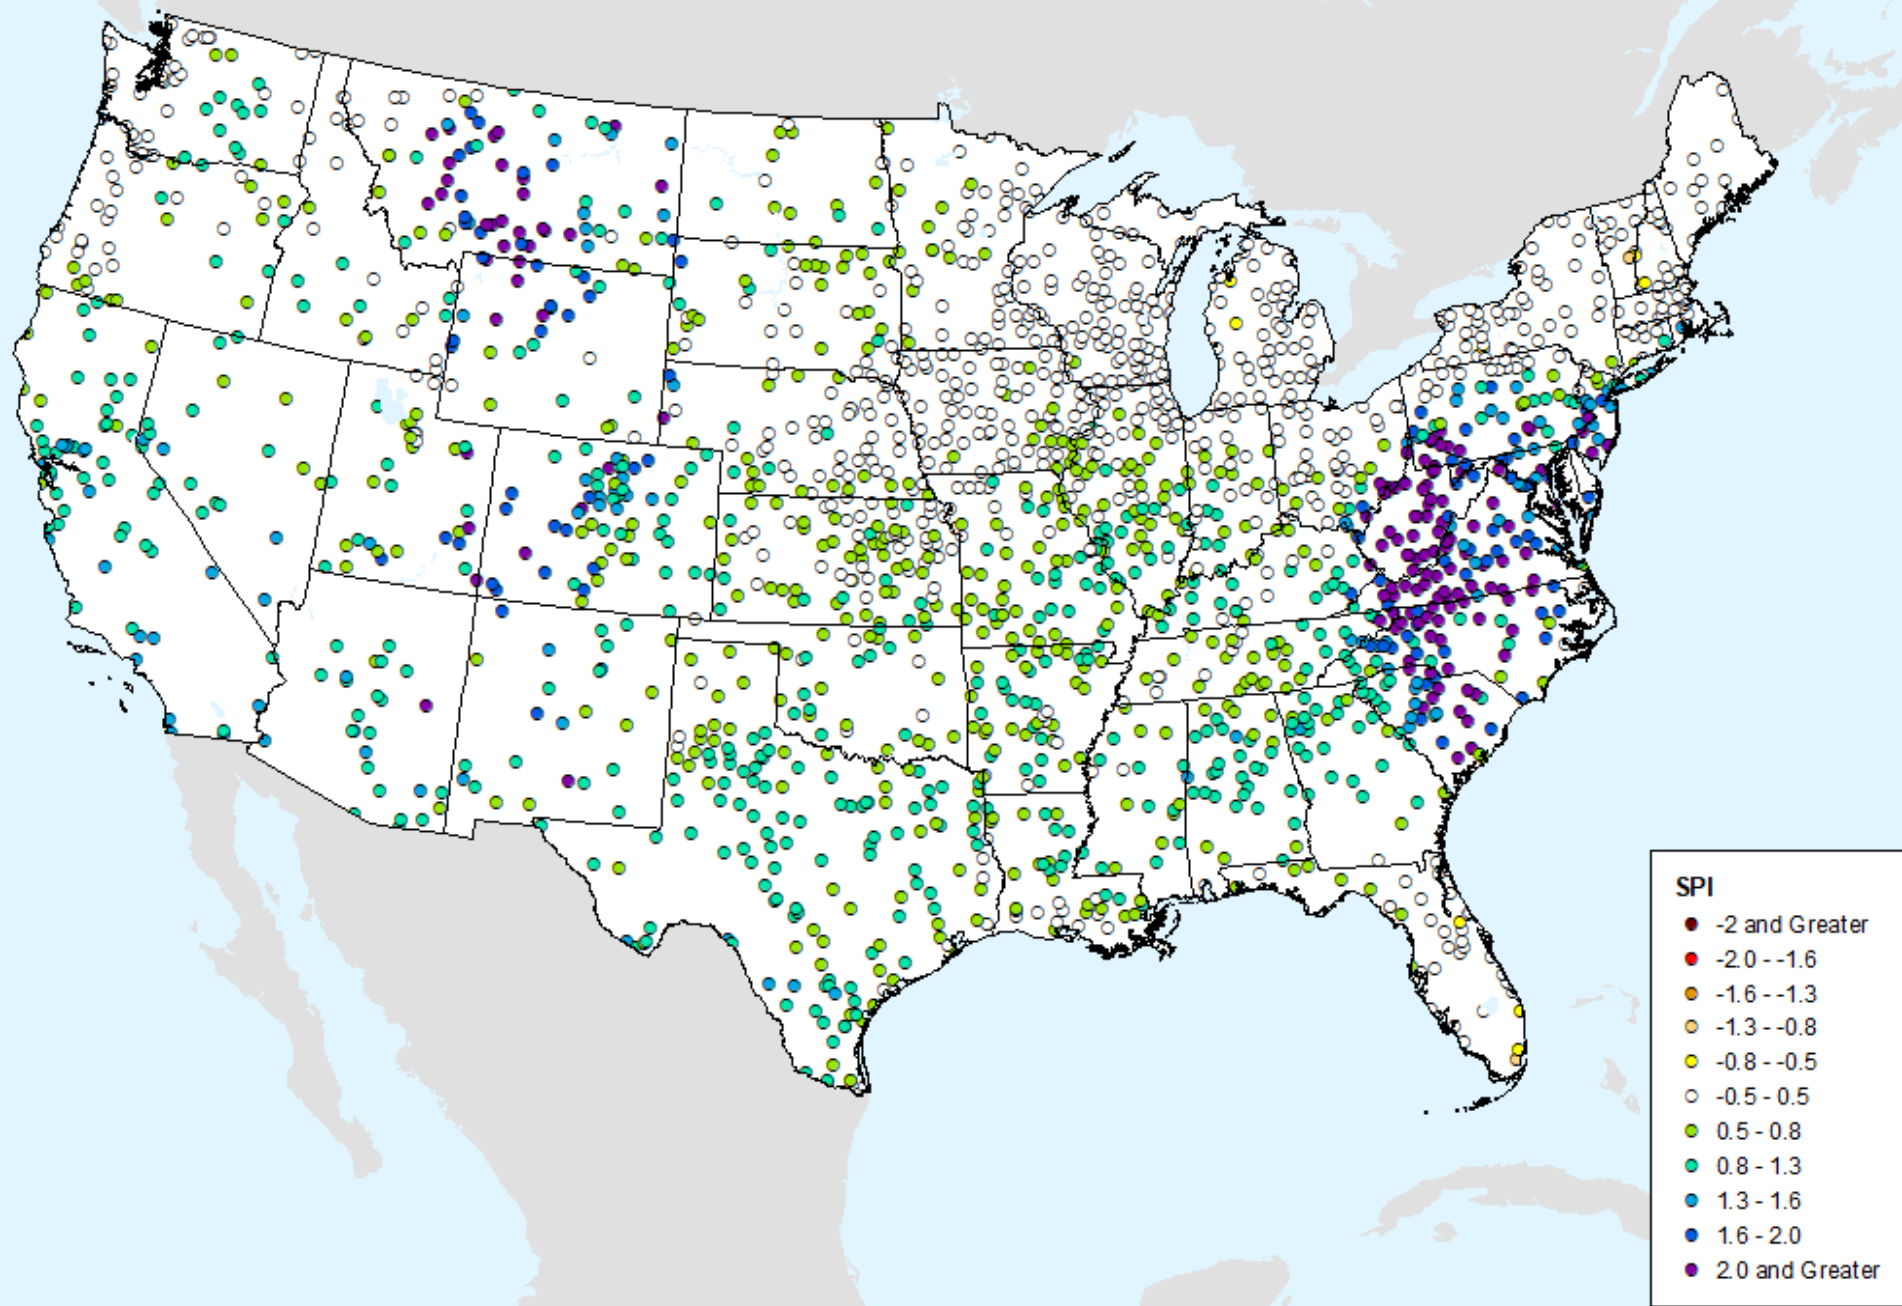 SPI
-2 and Greater
-2.0 - -1.6
-1.6 - -1.3
-1.3 - -0.8
-0.8 - -0.5
-0.5 - 0.5
0.5 - 0.8
0.8 - 1.3
1.3 - 1.6
1.6 - 2.0
2.0 and Greater